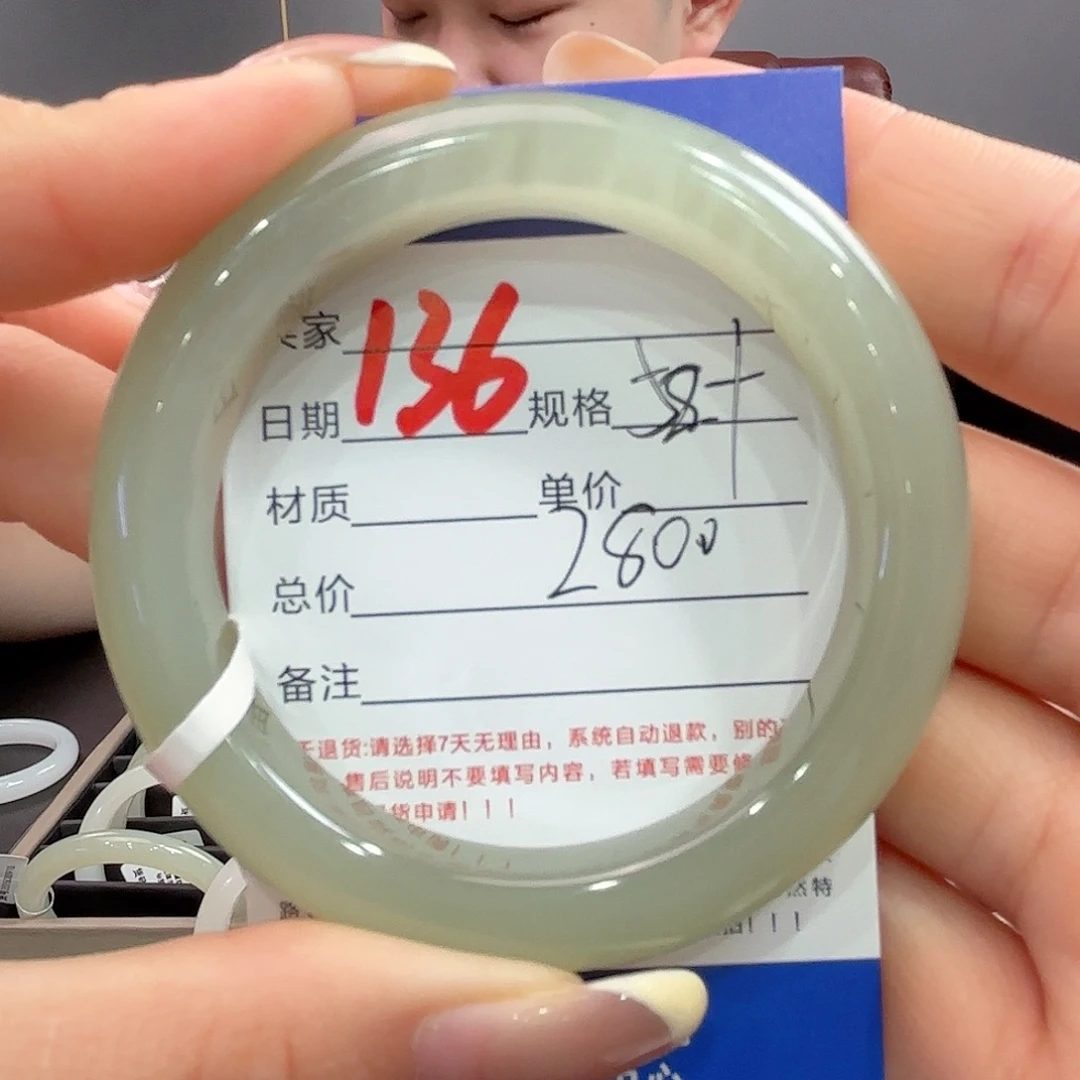 家
136
日期 规格 58
材质 单价
2800
总价
备注
退货:请选择7天无理由，系统自动退款，别的
售后说明不要填写内容，若填写需要修
货申请！！！